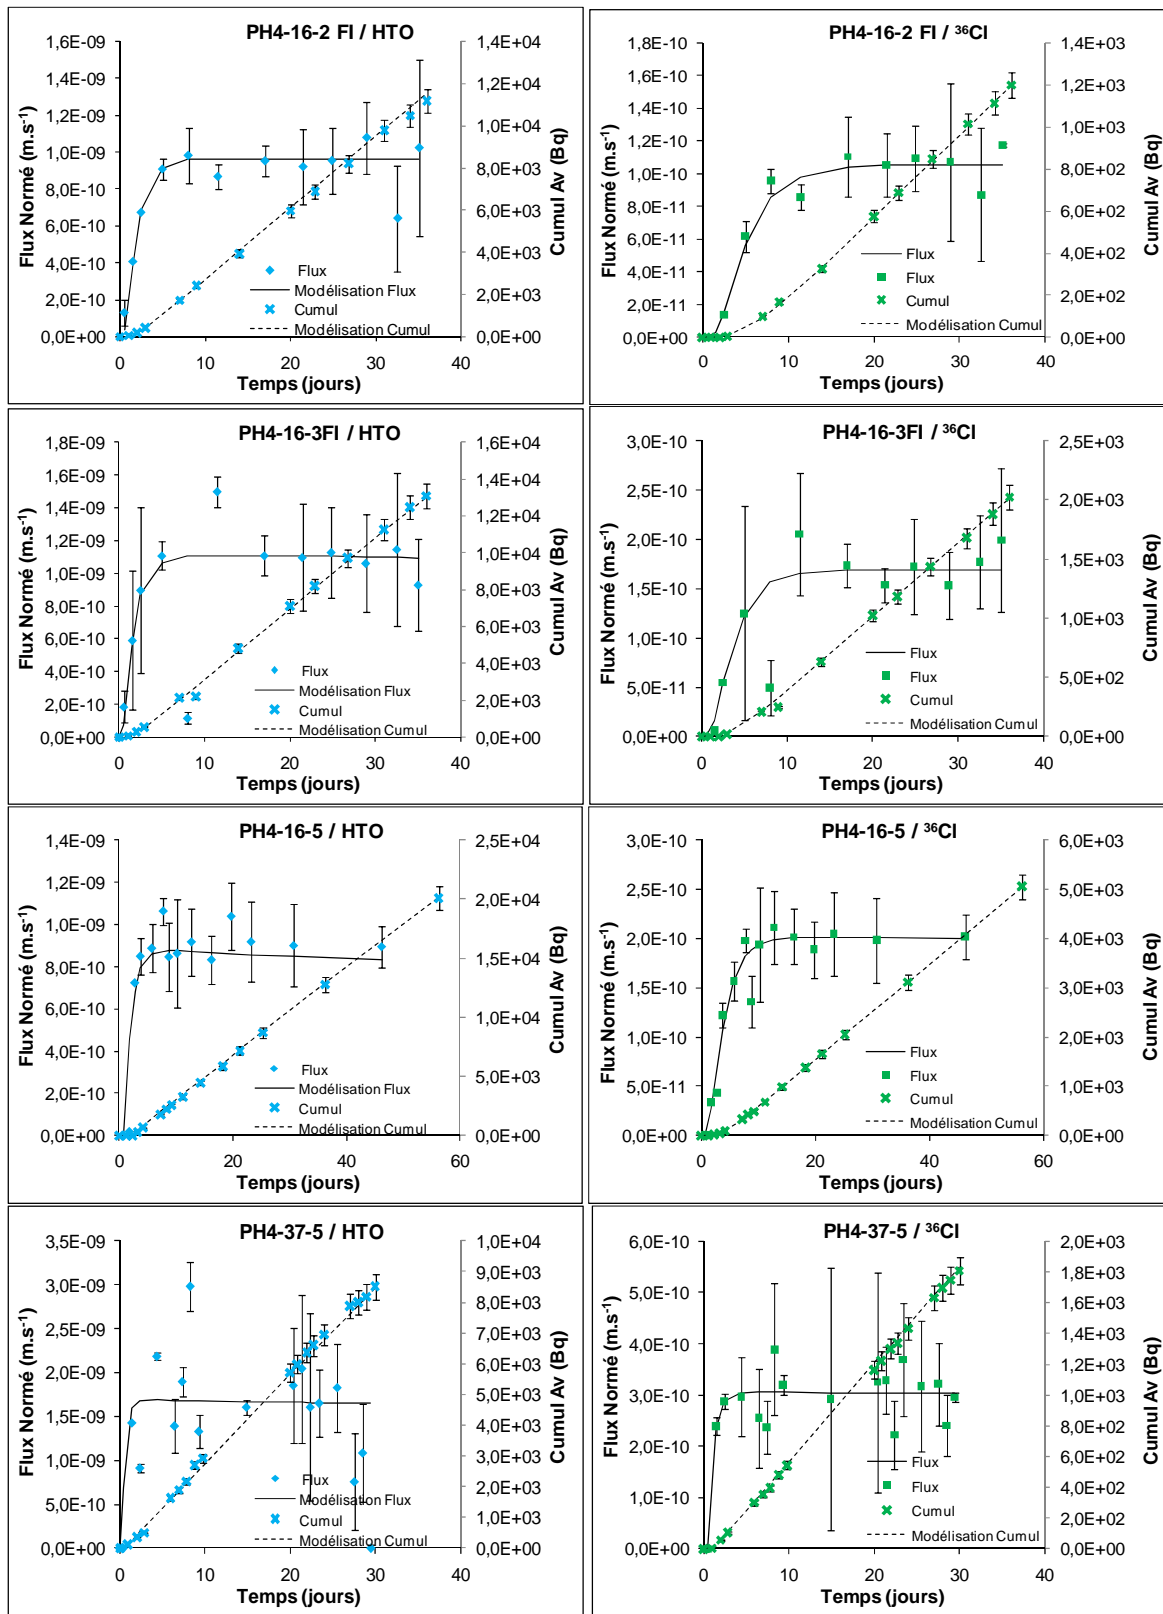 PH4-16-2 FI / HTO
1,6E-09
1,4E-09
1,2E-09
1,0E-09
8,0E-10
6,0E-10
4,0E-10
2,0E-10
0,0E+00
Flux Normé (m.s-1)
1,4E+04
1,2E+04
1,0E+04
8,0E+03
6,0E+03
4,0E+03
2,0E+03
0,0E+00
Cumul Av (Bq)
Flux
Modélisation Flux
Cumul
Modélisation Cumul
0 10 20 30 40
Temps (jours)
PH4-16-2 FI / 36Cl
1,8E-10
1,6E-10
1,4E-10
1,2E-10
1,0E-10
8,0E-11
6,0E-11
4,0E-11
2,0E-11
0,0E+00
Flux Normé (m.s-1)
1,4E+03
1,2E+03
1,0E+03
8,0E+02
6,0E+02
4,0E+02
2,0E+02
0,0E+00
Cumul Av (Bq)
Flux
Flux
Cumul
Modélisation Cumul
0 10 20 30 40
Temps (jours)
PH4-16-3FI / HTO
1,8E-09
1,6E-09
1,4E-09
1,2E-09
1,0E-09
8,0E-10
6,0E-10
4,0E-10
2,0E-10
0,0E+00
Flux Normé (m.s-1)
1,6E+04
1,4E+04
1,2E+04
1,0E+04
8,0E+03
6,0E+03
4,0E+03
2,0E+03
0,0E+00
Cumul Av (Bq)
Flux
Modélisation Flux
Cumul
Modélisation Cumul
0 10 20 30 40
Temps (jours)
PH4-16-3FI / 36Cl
3,0E-10
2,5E-10
2,0E-10
1,5E-10
1,0E-10
5,0E-11
0,0E+00
Flux Normé (m.s-1)
2,5E+03
2,0E+03
1,5E+03
1,0E+03
5,0E+02
0,0E+00
Cumul Av (Bq)
Flux
Flux
Cumul
Modélisation Cumul
0 10 20 30 40
Temps (jours)
PH4-16-5 / HTO
1,4E-09
1,2E-09
1,0E-09
8,0E-10
6,0E-10
4,0E-10
2,0E-10
0,0E+00
Flux Normé (m.s-1)
2,5E+04
2,0E+04
1,5E+04
1,0E+04
5,0E+03
0,0E+00
Cumul Av (Bq)
Flux
Modélisation Flux
Cumul
Modélisation Cumul
0 20 40 60
Temps (jours)
PH4-16-5 / 36Cl
3,0E-10
2,5E-10
2,0E-10
1,5E-10
1,0E-10
5,0E-11
0,0E+00
Flux Normé (m.s-1)
6,0E+03
5,0E+03
4,0E+03
3,0E+03
2,0E+03
1,0E+03
0,0E+00
Cumul Av (Bq)
Flux
Flux
Cumul
Modélisation Cumul
0 20 40 60
Temps (jours)
PH4-37-5 / HTO
3,5E-09
3,0E-09
2,5E-09
2,0E-09
1,5E-09
1,0E-09
5,0E-10
0,0E+00
Flux Normé (m.s-1)
1,0E+04
9,0E+03
8,0E+03
7,0E+03
6,0E+03
5,0E+03
4,0E+03
3,0E+03
2,0E+03
1,0E+03
0,0E+00
Cumul Av (Bq)
Flux
Modélisation Flux
Cumul
Modélisation Cumul
0 10 20 30 40
Temps (jours)
PH4-37-5 / 36Cl
6,0E-10
5,0E-10
4,0E-10
3,0E-10
2,0E-10
1,0E-10
0,0E+00
Flux Normé (m.s-1)
2,0E+03
1,8E+03
1,6E+03
1,4E+03
1,2E+03
1,0E+03
8,0E+02
6,0E+02
4,0E+02
2,0E+02
0,0E+00
Cumul Av (Bq)
Flux
Flux
Cumul
Modélisation Cumul
0 10 20 30 40
Temps (jours)